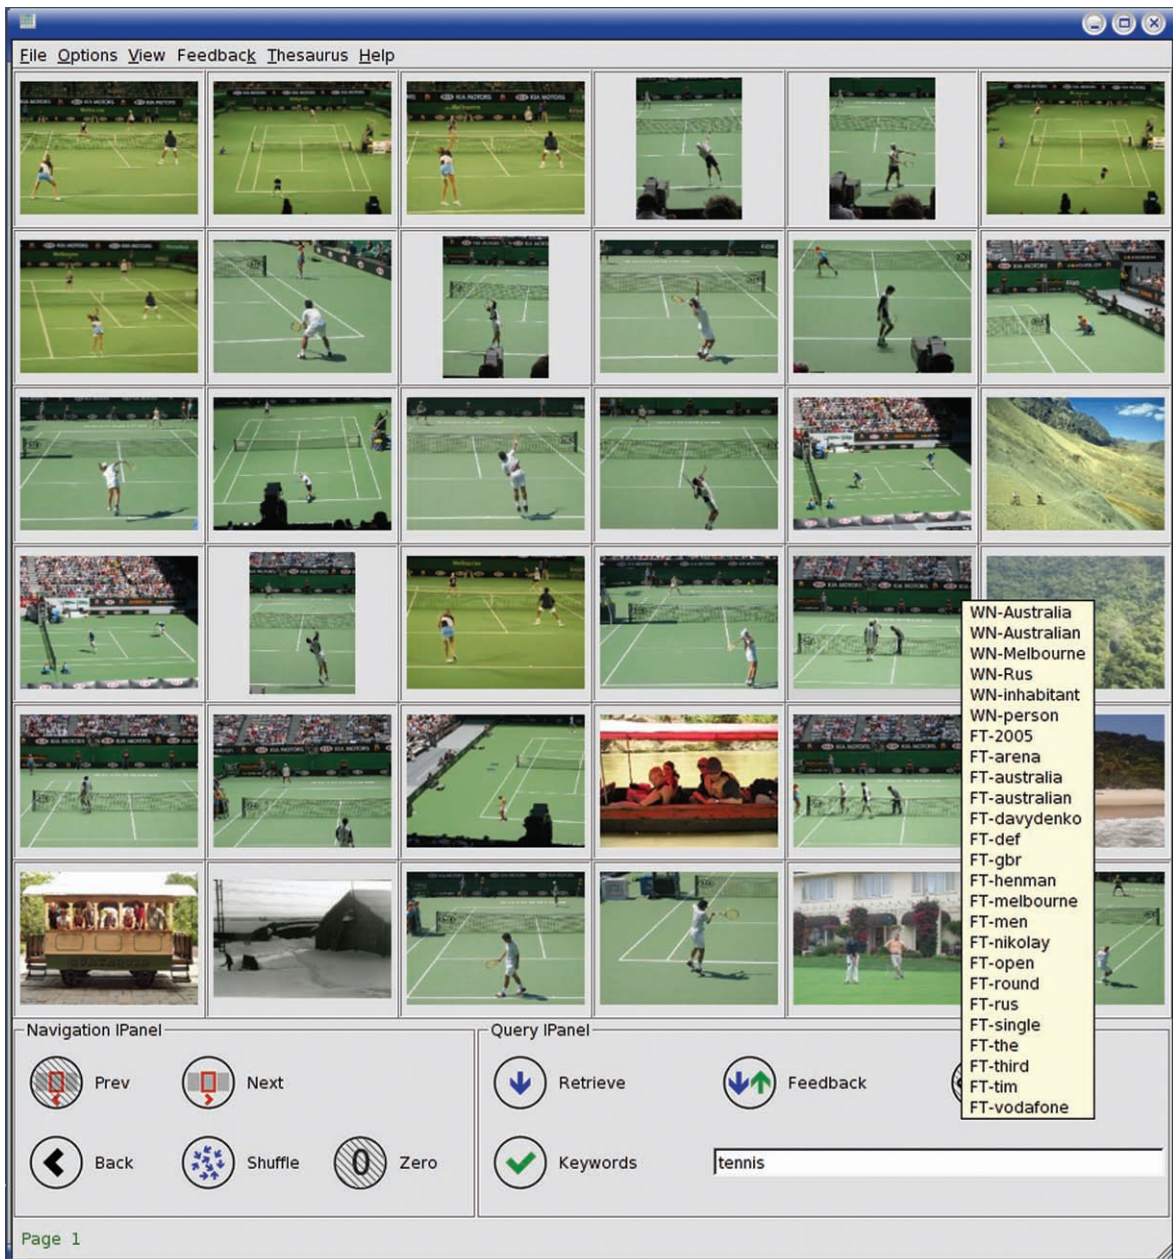 File Options View Feedback Thesaurus Help
WN-Australia
WN-Australian
WN-Melbourne
WN-Rus
WN-inhabitant
WN-person
FT-2005
FT-arena
FT-australia
FT-australian
FT-davydenko
FT-def
FT-gbr
FT-henman
FT-melbourne
FT-men
FT-nikolay
FT-open
FT-round
FT-rus
FT-single
FT-the
FT-third
FT-tim
FT-vodafone
Navigation IPanel
Prev
Next
Back
Shuffle
0
Zero
Query IPanel
Retrieve
Feedback
Keywords
tennis
Page 1